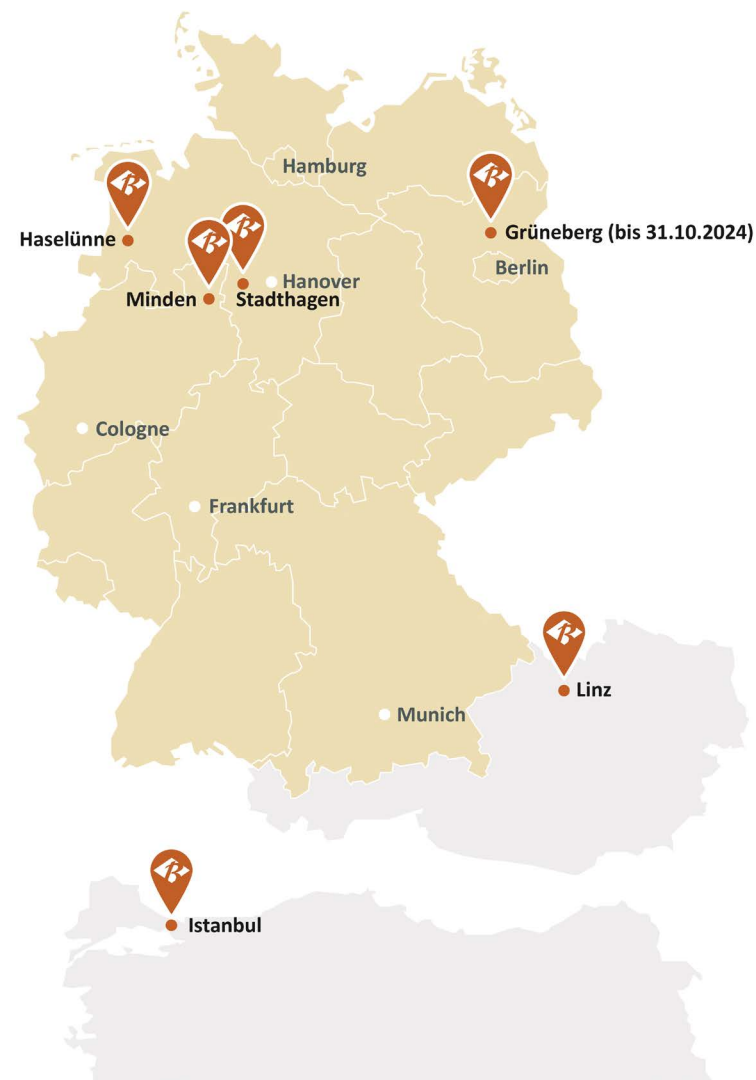 Hamburg
Haselünne
Grüneberg (bis 31.10.2024)
Berlin
Hanover
Minden
Stadthagen
Cologne
Frankfurt
Linz
Munich
Istanbul